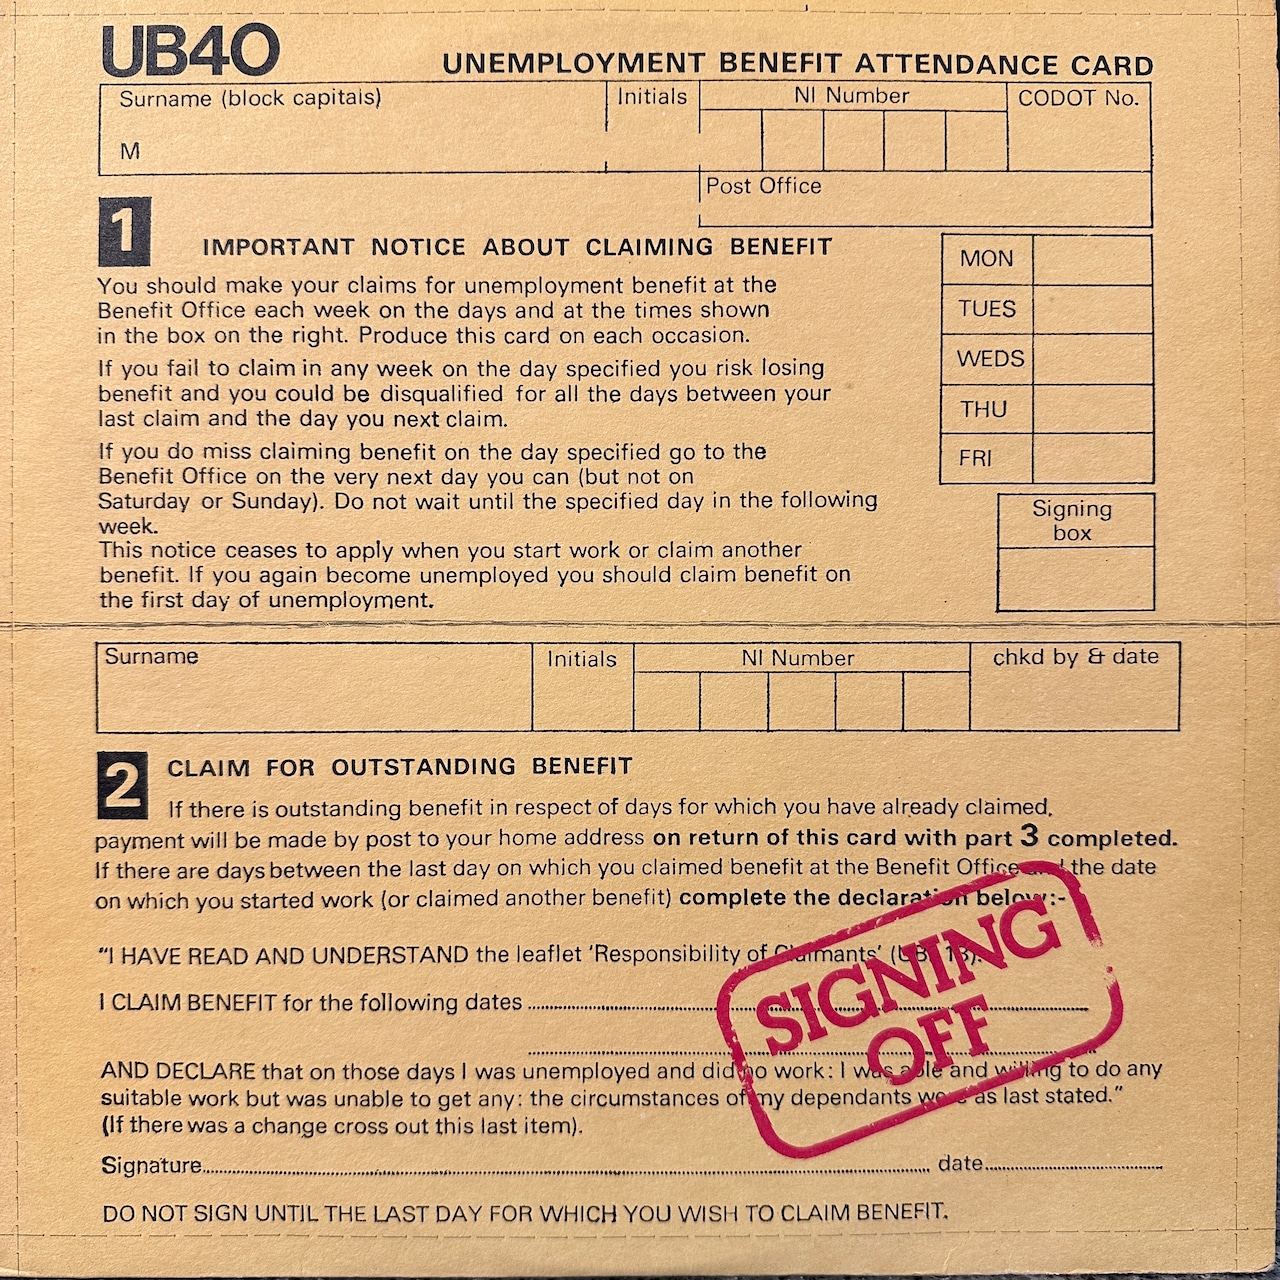 UB40
UNEMPLOYMENT BENEFIT ATTENDANCE CARD
Surname (block capitals)
Initials
NI Number
CODOT No.
M
Post Office
1
IMPORTANT NOTICE ABOUT CLAIMING BENEFIT
You should make your claims for unemployment benefit at the
Benefit Office each week on the days and at the times shown
in the box on the right. Produce this card on each occasion.
If you fail to claim in any week on the day specified you risk losing
benefit and you could be disqualified for all the days between your
last claim and the day you next claim.
If you do miss claiming benefit on the day specified go to the
Benefit Office on the very next day you can (but not on
Saturday or Sunday). Do not wait until the specified day in the following
week.
This notice ceases to apply when you start work or claim another
benefit. If you again become unemployed you should claim benefit on
the first day of unemployment.
MON
TUES
WEDS
THU
FRI
Signing
box
Surname
Initials
NI Number
chkd by & date
2
CLAIM FOR OUTSTANDING BENEFIT
If there is outstanding benefit in respect of days for which you have already claimed,
payment will be made by post to your home address on return of this card with part 3 completed.
If there are days between the last day on which you claimed benefit at the Benefit Office and the date
on which you started work (or claimed another benefit) complete the declaration below:-
"I HAVE READ AND UNDERSTAND the leaflet 'Responsibility of Claimants' (UBL 18).
I CLAIM BENEFIT for the following dates
AND DECLARE that on those days I was unemployed and did no work: I was able and willing to do any
suitable work but was unable to get any: the circumstances of my dependants were as last stated."
(If there was a change cross out this last item).
Signature
date
DO NOT SIGN UNTIL THE LAST DAY FOR WHICH YOU WISH TO CLAIM BENEFIT.
SIGNING
OFF